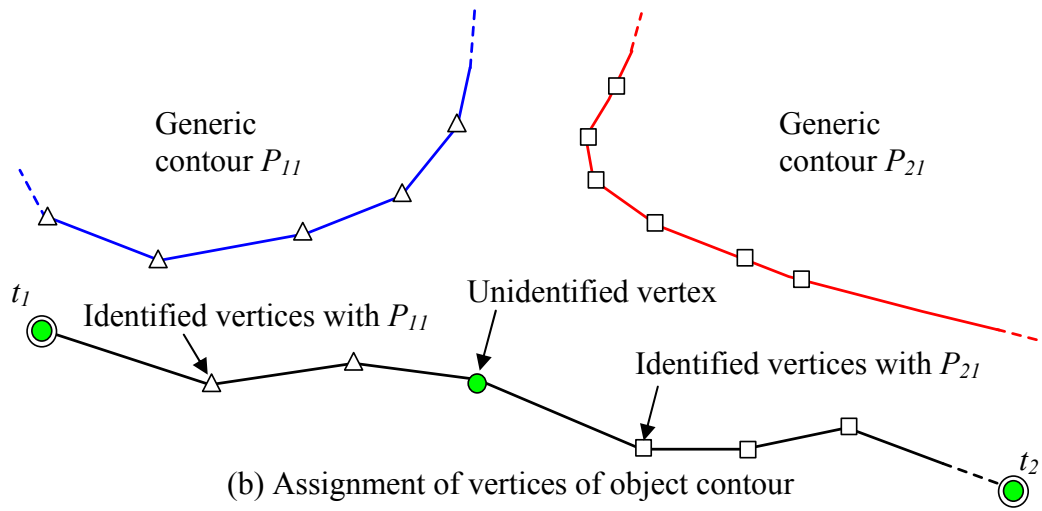 Generic
contour P11
Generic
contour P21
t1
Identified vertices with P11
Unidentified vertex
Identified vertices with P21
t2
(b) Assignment of vertices of object contour